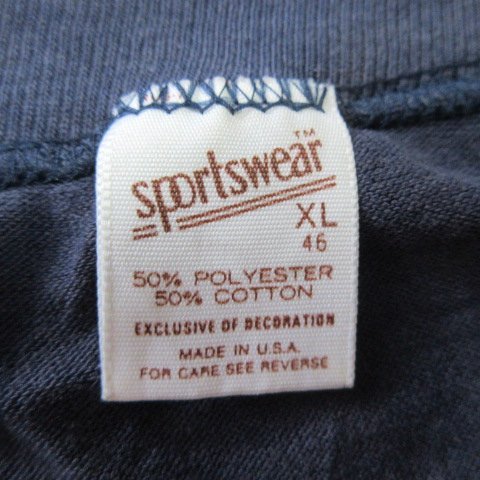 sportswear™
XL
46
50% POLYESTER
50% COTTON
EXCLUSIVE OF DECORATION
MADE IN U.S.A.
FOR CARE SEE REVERSE